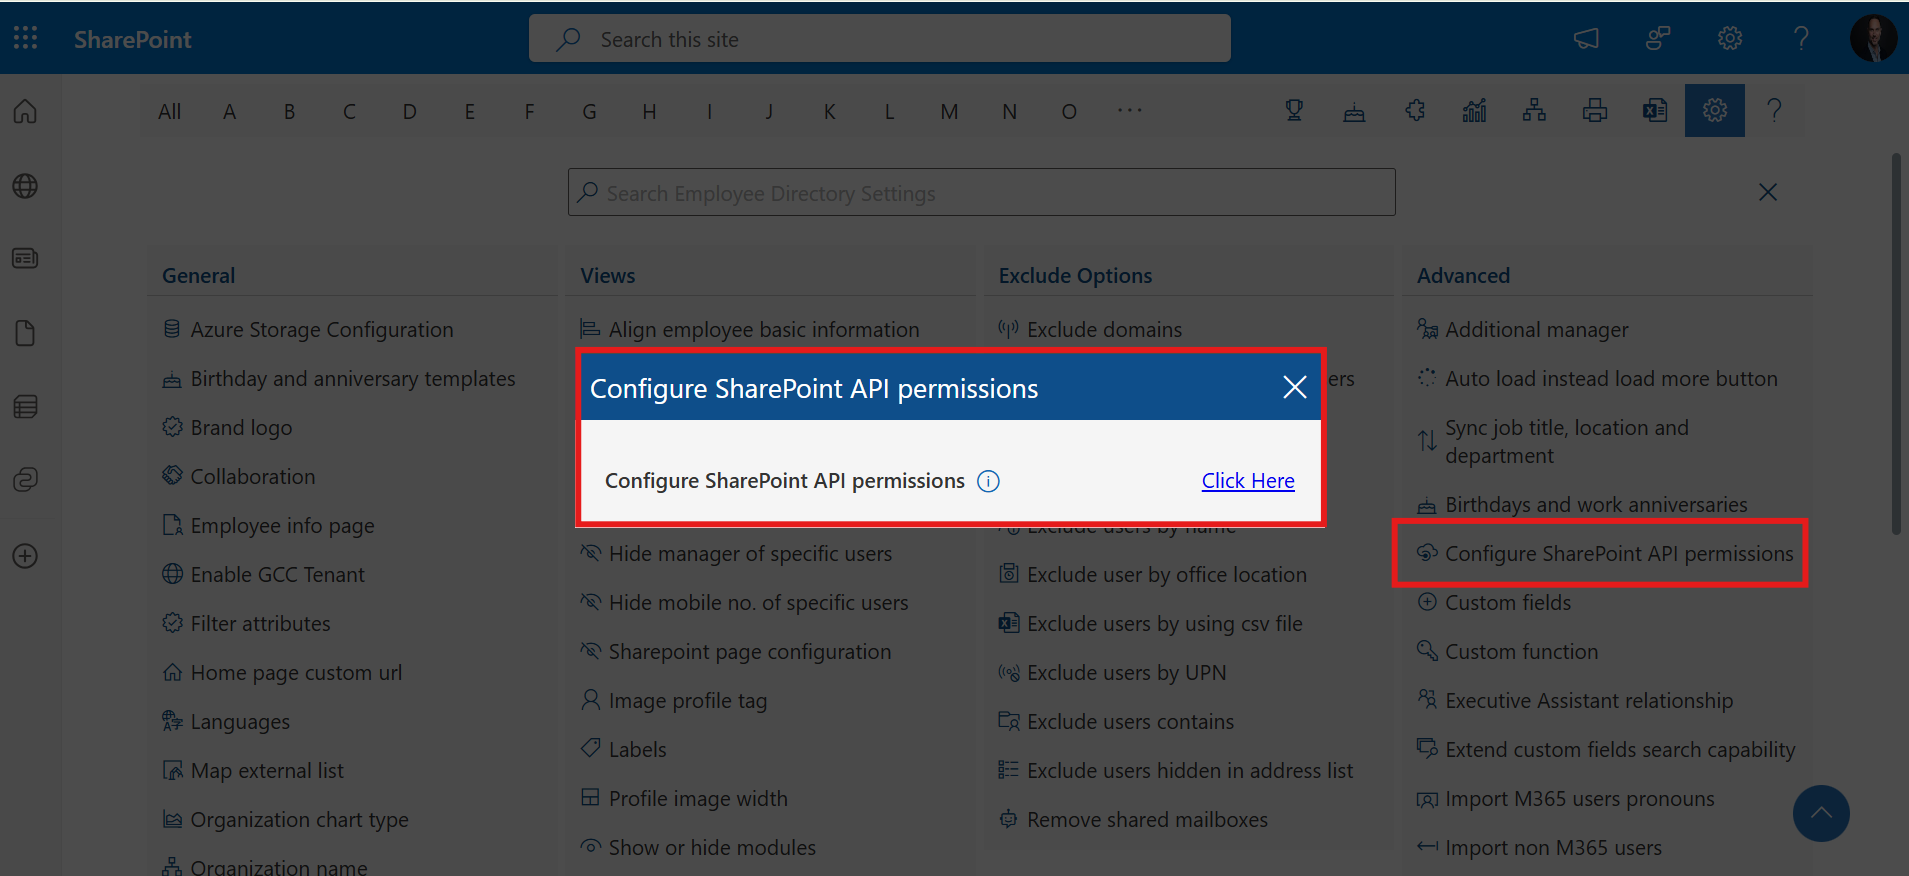 SharePoint
Search this site
All A B C D E F G H I J K L M N O ...
Search Employee Directory Settings
General
Azure Storage Configuration
Birthday and anniversary templates
Brand logo
Collaboration
Employee info page
Enable GCC Tenant
Filter attributes
Home page custom url
Languages
Map external list
Organization chart type
Organization name
Views
Align employee basic information
Hide manager of specific users
Hide mobile no. of specific users
Sharepoint page configuration
Image profile tag
Labels
Profile image width
Show or hide modules
Exclude Options
Exclude domains
Exclude users by name
Exclude user by office location
Exclude users by using csv file
Exclude users by UPN
Exclude users contains
Exclude users hidden in address list
Remove shared mailboxes
Advanced
Additional manager
Auto load instead load more button
Sync job title, location and
department
Birthdays and work anniversaries
Configure SharePoint API permissions
Custom fields
Custom function
Executive Assistant relationship
Extend custom fields search capability
Import M365 users pronouns
Import non M365 users
Configure SharePoint API permissions
Configure SharePoint API permissions
Click Here